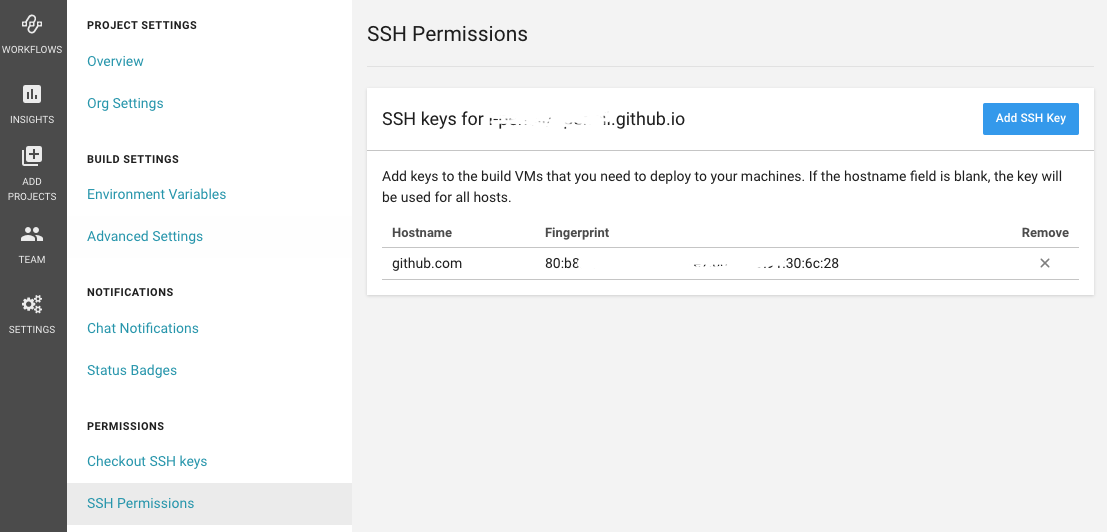 WORKFLOWS
INSIGHTS
ADD
PROJECTS
TEAM
SETTINGS
PROJECT SETTINGS
Overview
Org Settings
BUILD SETTINGS
Environment Variables
Advanced Settings
NOTIFICATIONS
Chat Notifications
Status Badges
PERMISSIONS
Checkout SSH keys
SSH Permissions
SSH Permissions
SSH keys for .github.io
Add SSH Key
Add keys to the build VMs that you need to deploy to your machines. If the hostname field is blank, the key will
be used for all hosts.
Hostname Fingerprint Remove
github.com 80:b8 :30:6c:28